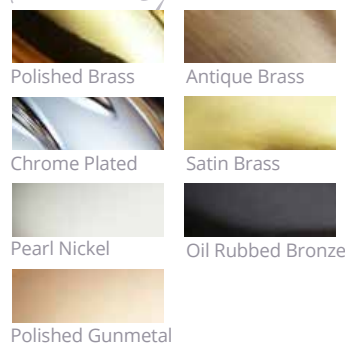 Polished Brass
Antique Brass
Chrome Plated
Satin Brass
Pearl Nickel
Oil Rubbed Bronze
Polished Gunmetal